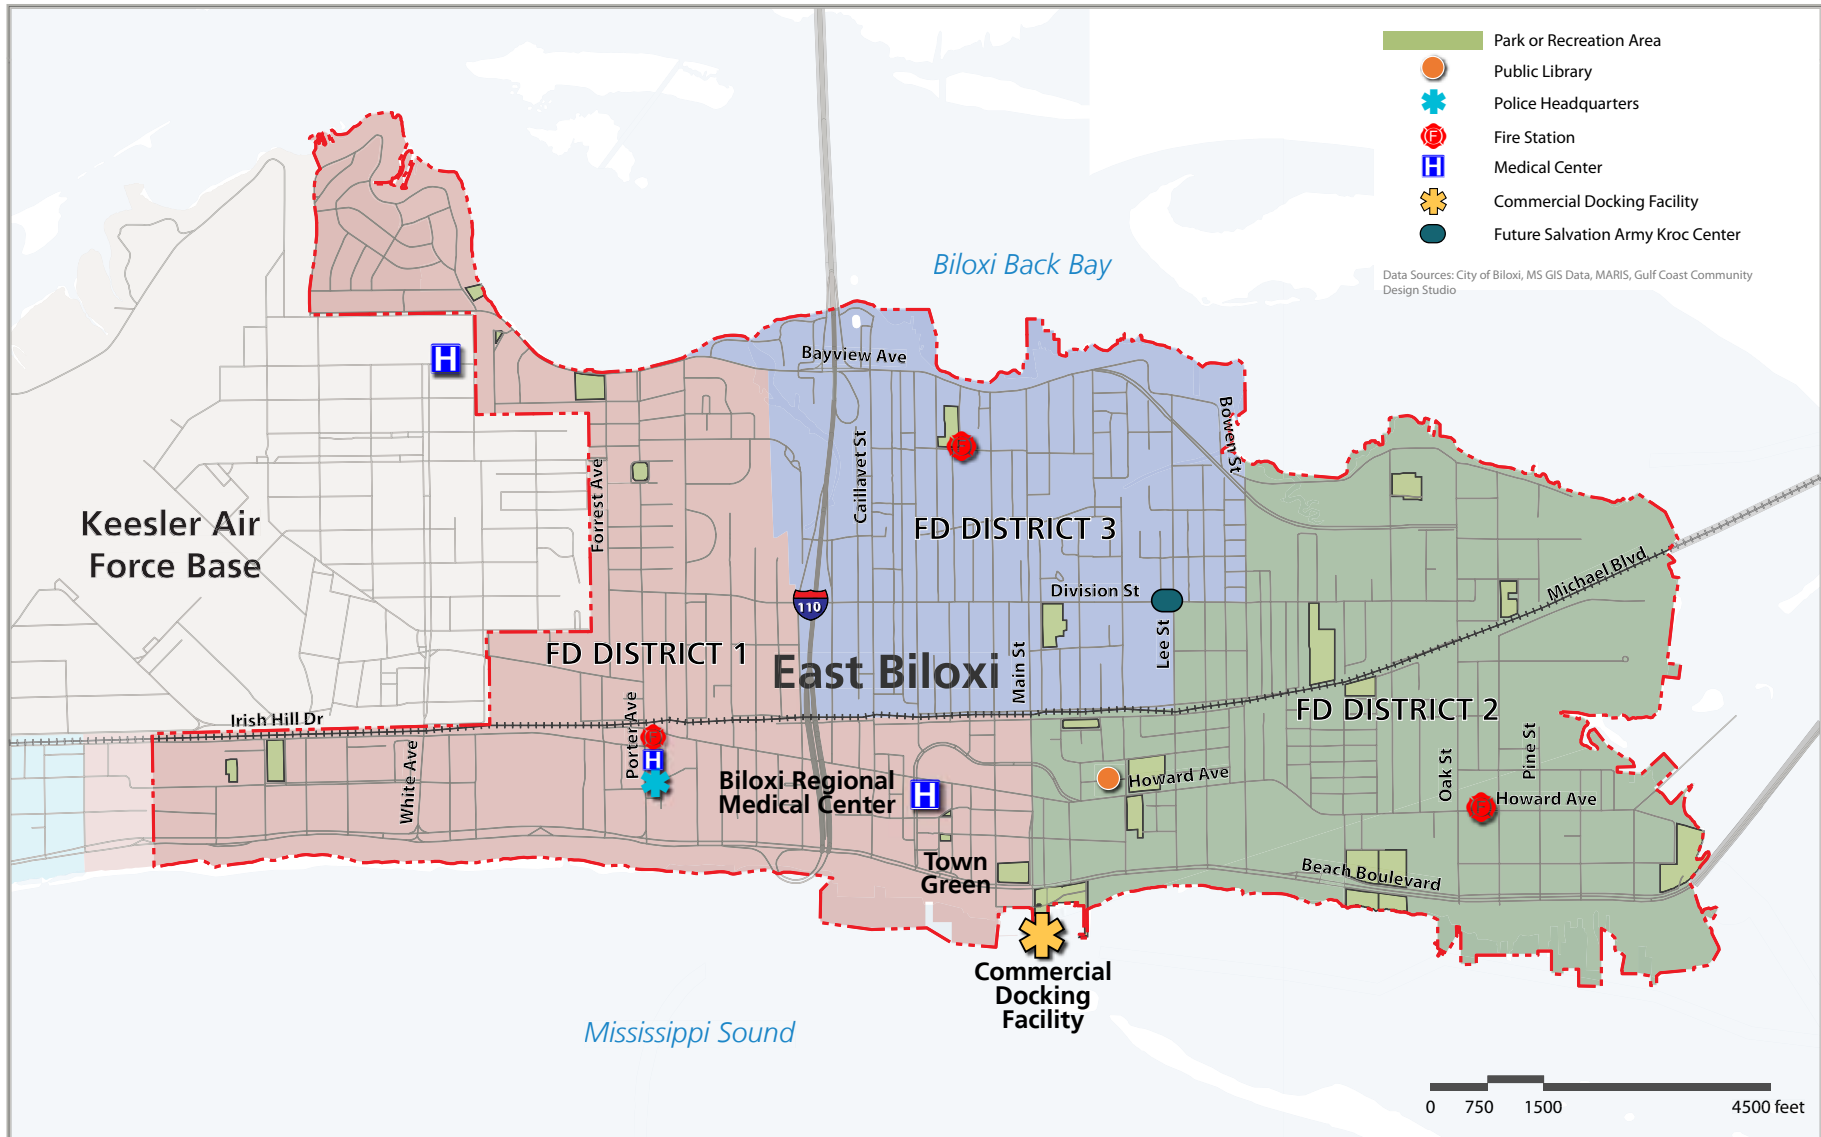 Park or Recreation Area
Public Library
Police Headquarters
F
Fire Station
H
Medical Center
Commercial Docking Facility
Future Salvation Army Kroc Center
Data Sources: City of Biloxi, MS GIS Data, MARIS, Gulf Coast Community
Design Studio
Biloxi Back Bay
Bayview Ave
H
Bowen St
Caillavet St
F
Forrest Ave
Keesler Air
Force Base
FD DISTRICT 3
Michael Blvd
Division St
110
Lee St
FD DISTRICT 1
East Biloxi
Main St
Irish Hill Dr
Porter Ave
F
H
White Ave
FD DISTRICT 2
Pine St
Oak St
Biloxi Regional
Medical Center
H
Howard Ave
Howard Ave
F
Town
Green
Beach Boulevard
Commercial
Docking
Facility
Mississippi Sound
0 750 1500 4500 feet